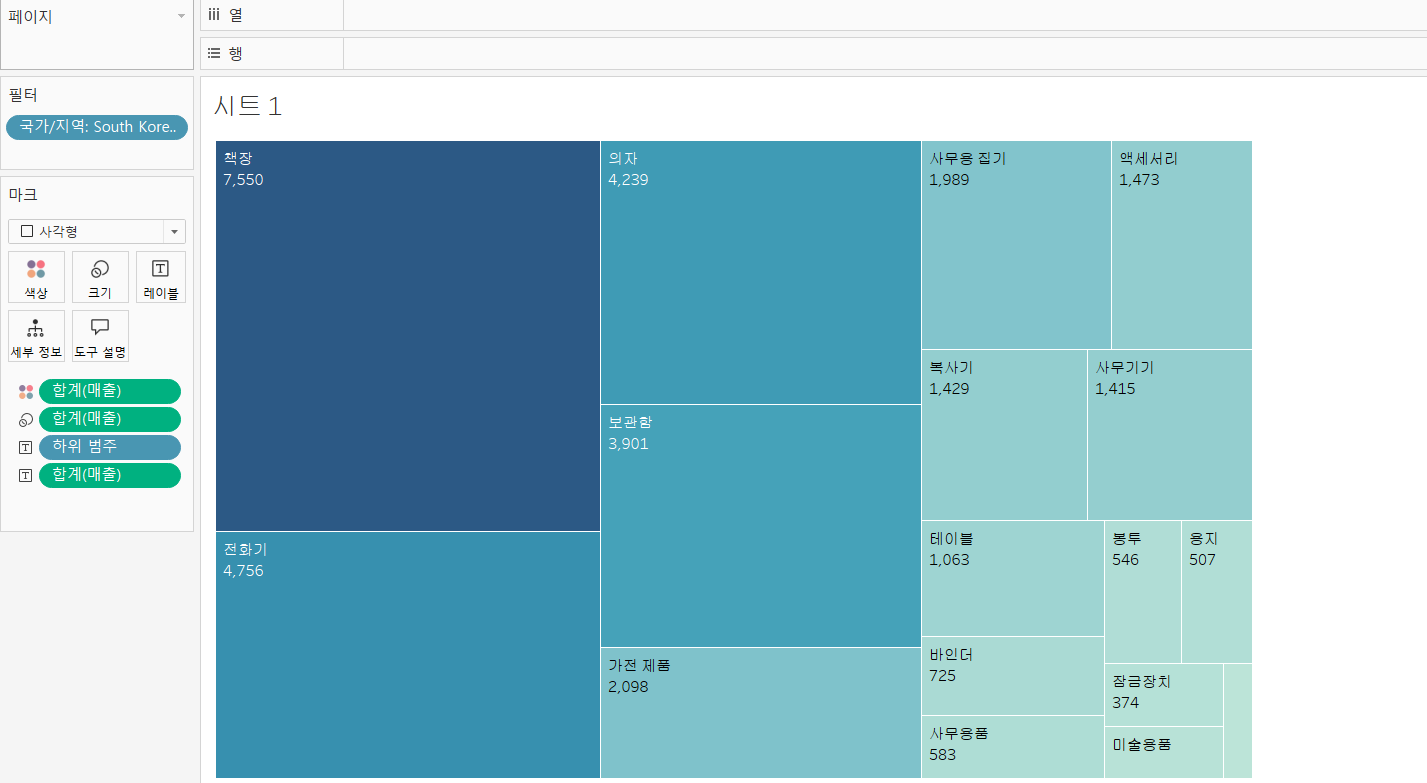 페이지
열
행
필터
국가/지역: South Kore..
마크
사각형
색상
크기
레이블
세부 정보
도구 설명
합계(매출)
합계(매출)
하위 범주
합계(매출)
시트 1
책장
7,550
전화기
4,756
의자
4,239
보관함
3,901
가전 제품
2,098
사무용 집기
1,989
액세서리
1,473
복사기
1,429
사무기기
1,415
테이블
1,063
바인더
725
사무용품
583
봉투
546
용지
507
잠금장치
374
미술용품